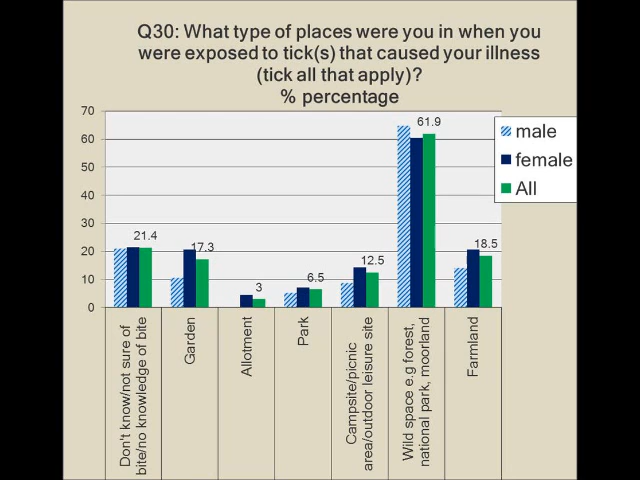 Q30: What type of places were you in when you
were exposed to tick(s) that caused your illness
(tick all that apply)?
% percentage
70
60
50
40
30
20
10
0
21.4
17.3
3
6.5
12.5
61.9
18.5
male
female
All
Don't know/not sure of
bite/no knowledge of bite
Garden
Allotment
Park
Campsite/picnic
area/outdoor leisure site
Wild space e.g forest,
national park, moorland
Farmland